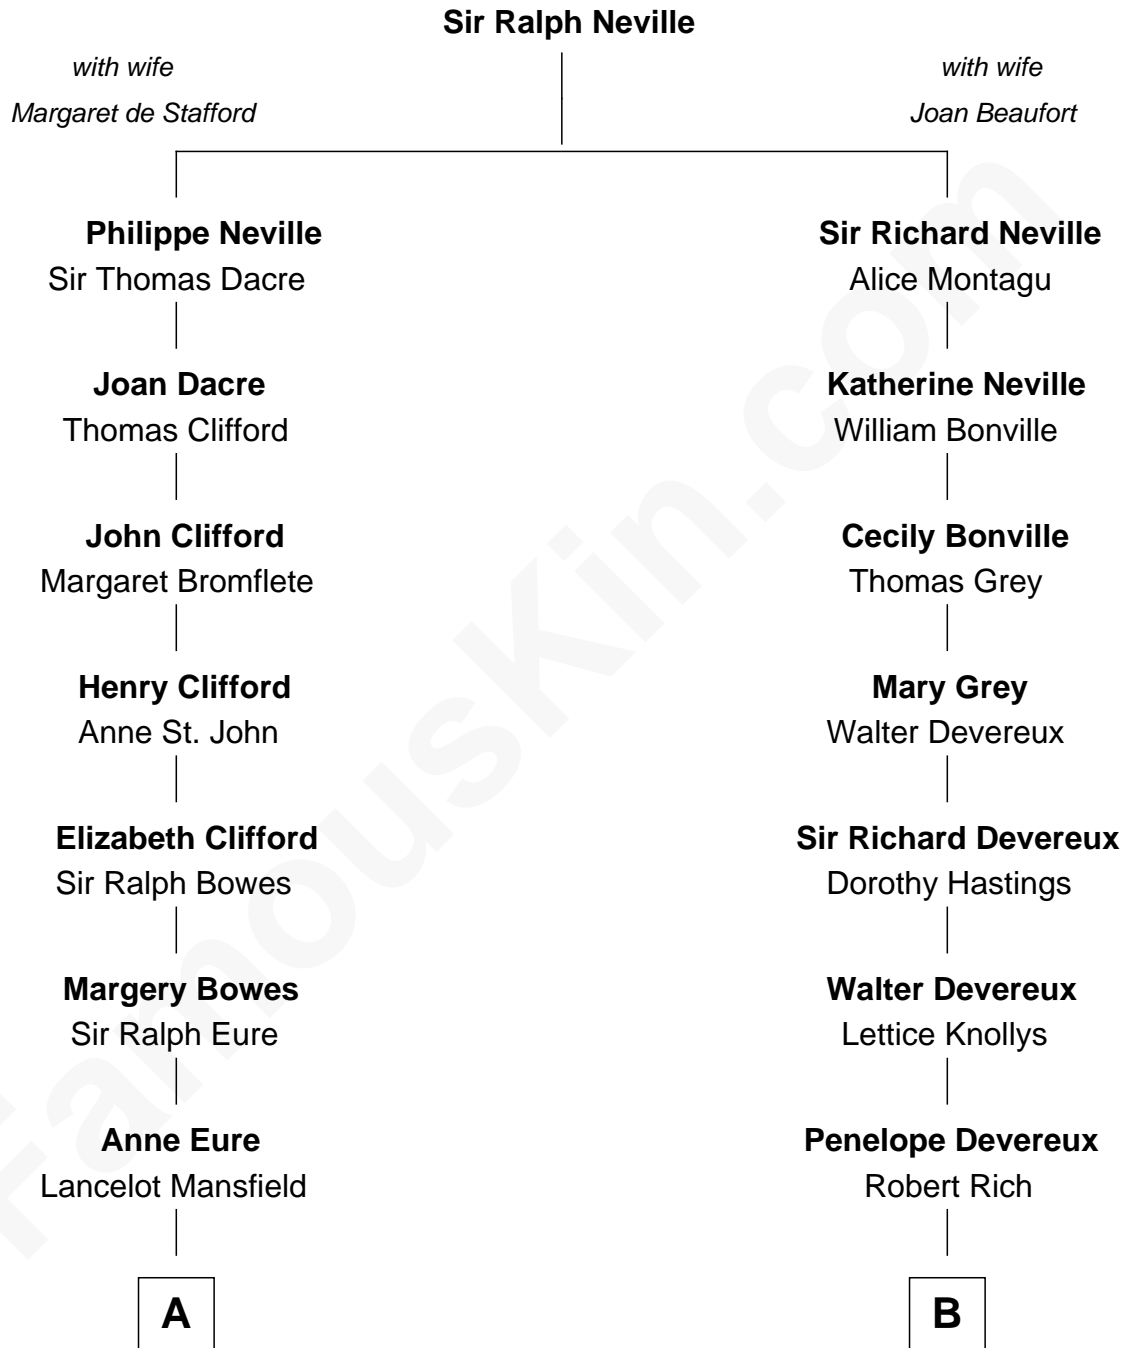 Sir Ralph Neville
with wife
Margaret de Stafford
with wife
Joan Beaufort
Philippe Neville
Sir Thomas Dacre
Sir Richard Neville
Alice Montagu
Joan Dacre
Thomas Clifford
Katherine Neville
William Bonville
John Clifford
Margaret Bromflete
Cecily Bonville
Thomas Grey
Henry Clifford
Anne St. John
Mary Grey
Walter Devereux
Elizabeth Clifford
Sir Ralph Bowes
Sir Richard Devereux
Dorothy Hastings
Margery Bowes
Sir Ralph Eure
Walter Devereux
Lettice Knollys
Anne Eure
Lancelot Mansfield
Penelope Devereux
Robert Rich
A
B
FamousKin.com